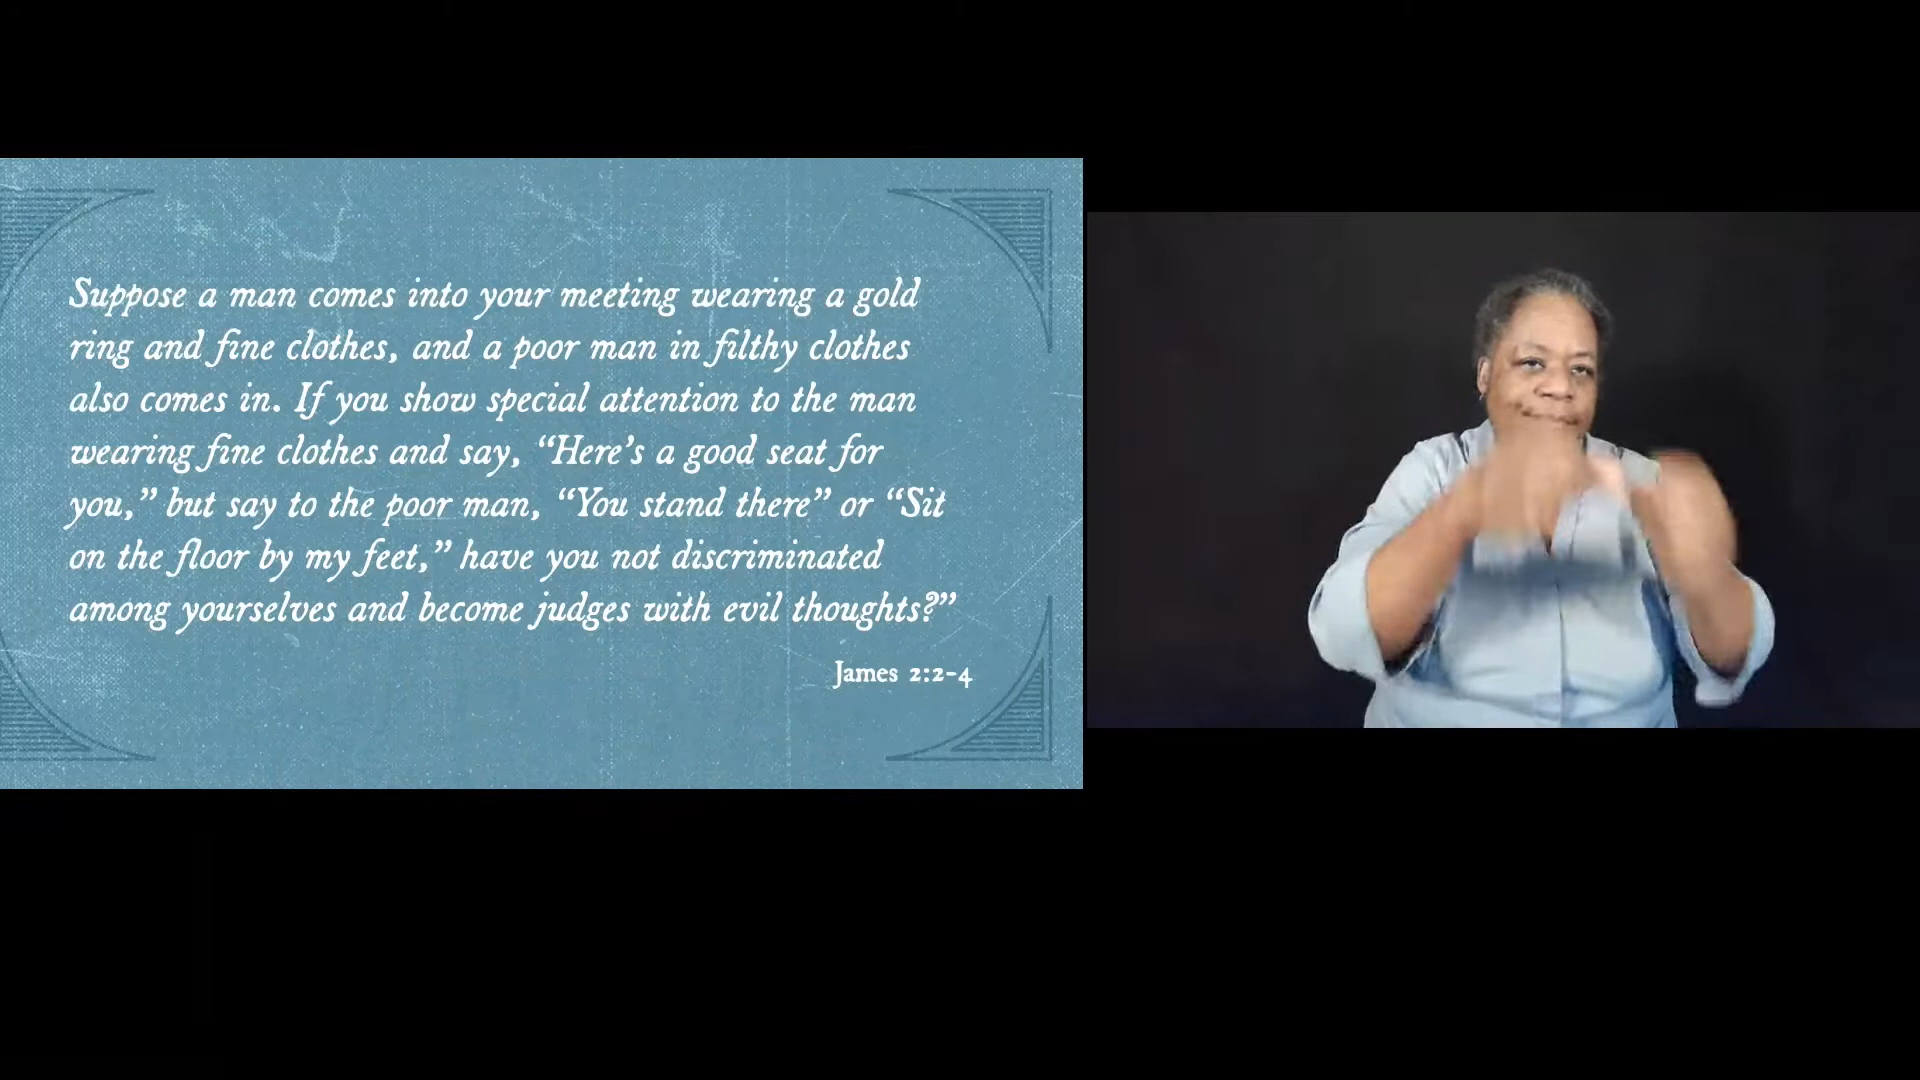 Suppose a man comes into your meeting wearing a gold
ring and fine clothes, and a poor man in filthy clothes
also comes in. If you show special attention to the man
wearing fine clothes and say, “Here’s a good seat for
you,” but say to the poor man, “You stand there” or “Sit
on the floor by my feet,” have you not discriminated
among yourselves and become judges with evil thoughts?”
James 2:2-4